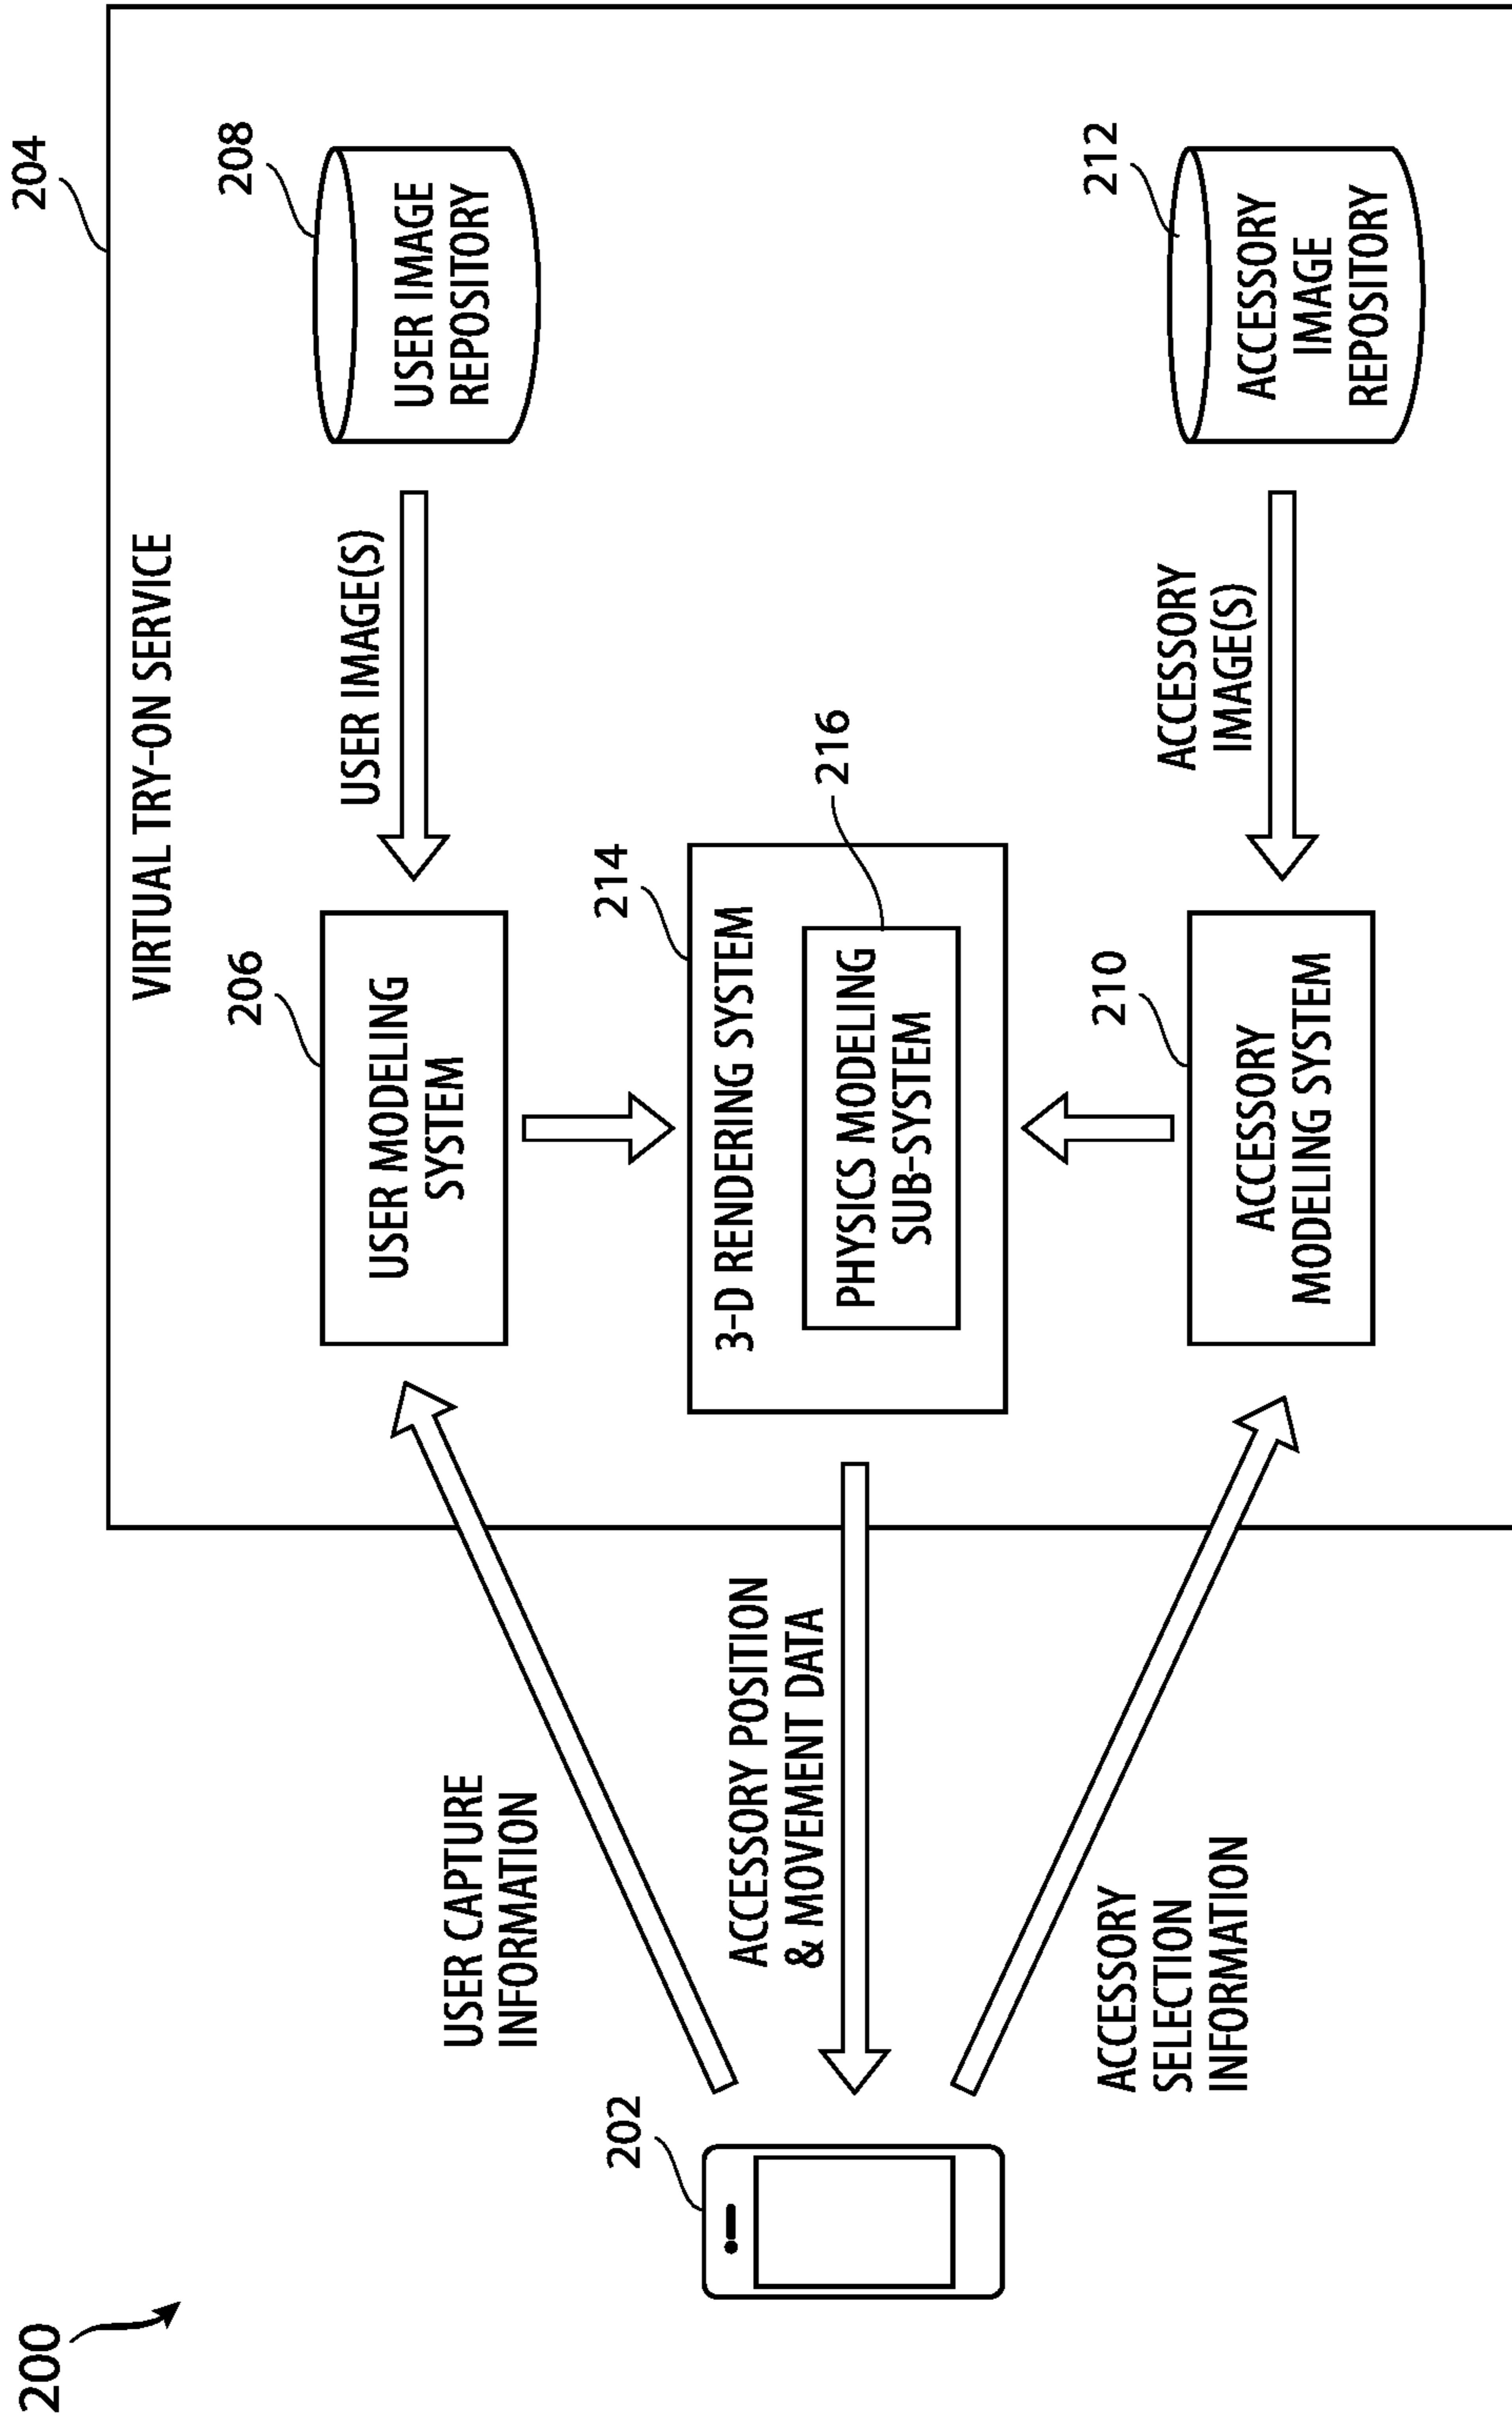 200
204
VIRTUAL TRY-ON SERVICE
208
USER IMAGE
REPOSITORY
USER IMAGE(S)
206
USER MODELING
SYSTEM
USER CAPTURE
INFORMATION
202
ACCESSORY POSITION
& MOVEMENT DATA
214
3-D RENDERING SYSTEM
216
PHYSICS MODELING
SUB-SYSTEM
ACCESSORY
SELECTION
INFORMATION
210
ACCESSORY
MODELING SYSTEM
ACCESSORY
IMAGE(S)
212
ACCESSORY
IMAGE
REPOSITORY